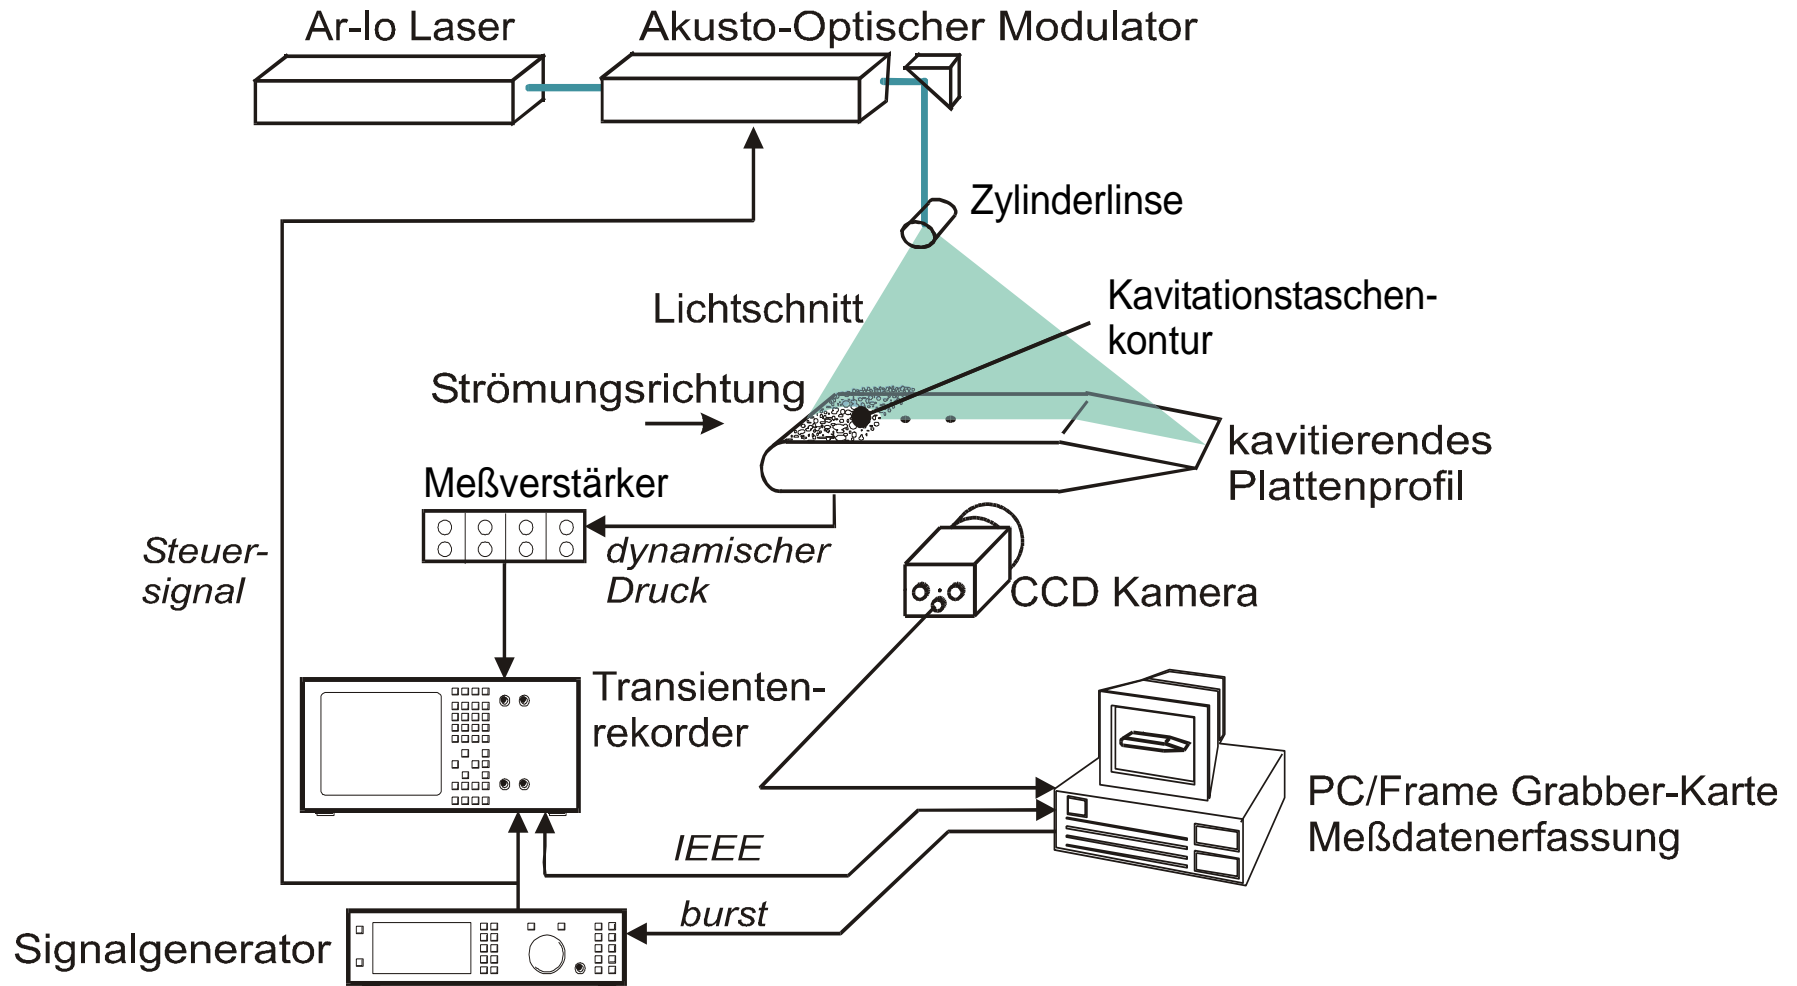 Ar-Io Laser
Akusto-Optischer Modulator
Zylinderlinse
Lichtschnitt
Kavitationstaschen-
kontur
Strömungsrichtung
kavitierendes
Plattenprofil
Meßverstärker
dynamischer
Druck
Steuer-
signal
CCD Kamera
Transienten-
rekorder
PC/Frame Grabber-Karte
Meßdatenerfassung
IEEE
burst
Signalgenerator